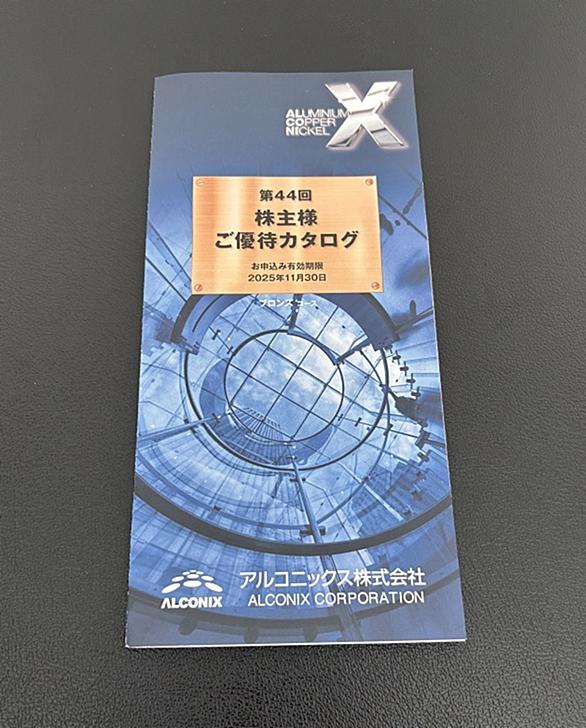 ALUMINIUM
COPPER
NICKEL
X
第44回
株主様
ご優待カタログ
お申込み有効期限
2025年11月30日
ブロンズコース
アルコニックス株式会社
ALCONIX
ALCONIX CORPORATION